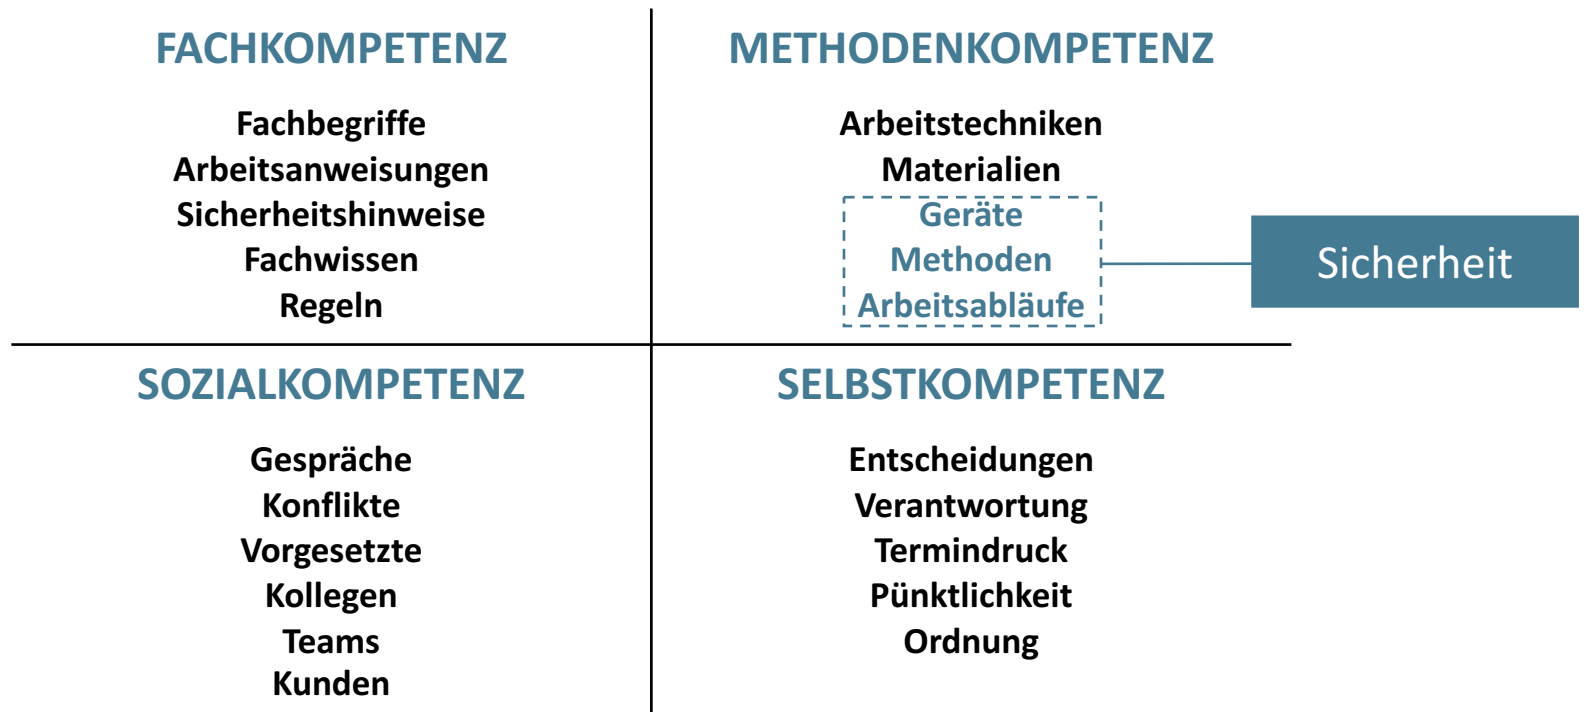 FACHKOMPETENZ
Fachbegriffe
Arbeitsanweisungen
Sicherheitshinweise
Fachwissen
Regeln
METHODENKOMPETENZ
Arbeitstechniken
Materialien
Geräte
Methoden
Arbeitsabläufe
Sicherheit
SOZIALKOMPETENZ
Gespräche
Konflikte
Vorgesetzte
Kollegen
Teams
Kunden
SELBSTKOMPETENZ
Entscheidungen
Verantwortung
Termindruck
Pünktlichkeit
Ordnung